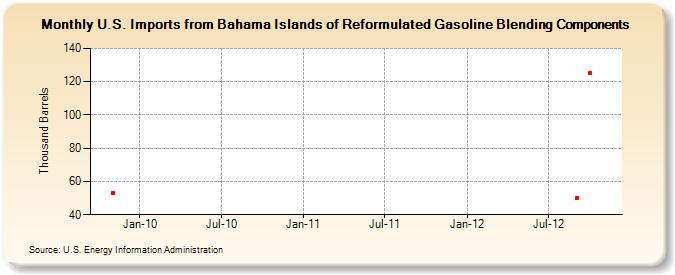 Monthly U.S. Imports from Bahama Islands of Reformulated Gasoline Blending Components
Thousand Barrels
140
120
100
80
60
40
Jan-10 Jul-10 Jan-11 Jul-11 Jan-12 Jul-12
Source: U.S. Energy Information Administration